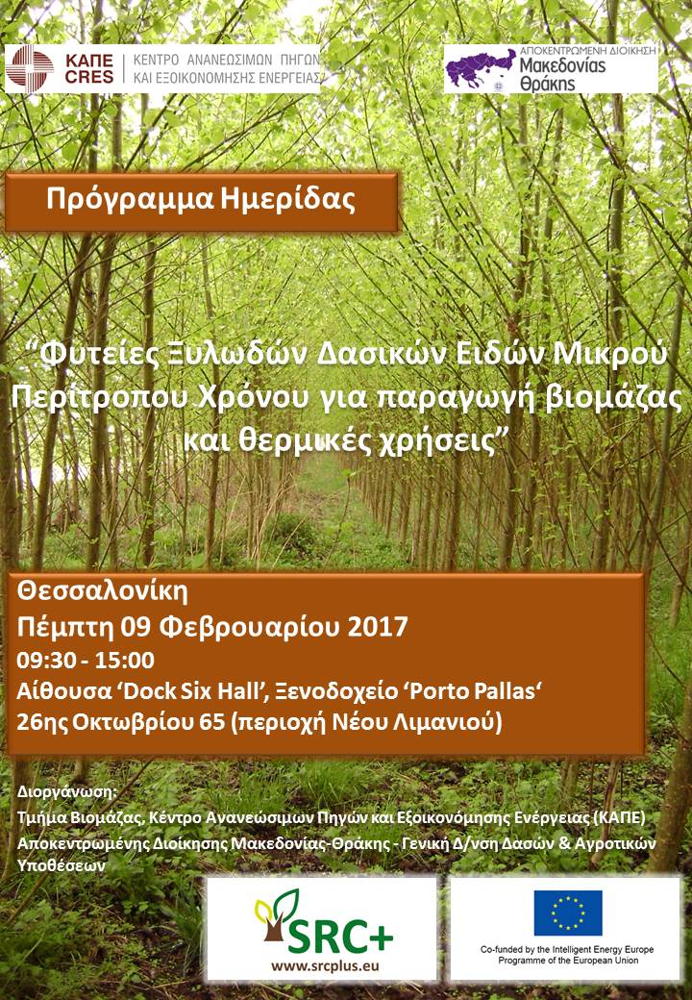 ΚΑΠΕ
CRES
ΚΕΝΤΡΟ ΑΝΑΝΕΩΣΙΜΩΝ ΠΗΓΩΝ
ΚΑΙ ΕΞΟΙΚΟΝΟΜΗΣΗΣ ΕΝΕΡΓΕΙΑΣ
ΑΠΟΚΕΝΤΡΩΜΕΝΗ ΔΙΟΙΚΗΣΗ
Μακεδονίας
Θράκης
Πρόγραμμα Ημερίδας
“Φυτείες Ξυλωδών Δασικών Ειδών Μικρού
Περίτροπου Χρόνου για παραγωγή βιομάζας
και θερμικές χρήσεις”
Θεσσαλονίκη
Πέμπτη 09 Φεβρουαρίου 2017
09:30 - 15:00
Αίθουσα ‘Dock Six Hall’, Ξενοδοχείο ‘Porto Pallas‘
26ης Οκτωβρίου 65 (περιοχή Νέου Λιμανιού)
Διοργάνωση:
Τμήμα Βιομάζας, Κέντρο Ανανεώσιμων Πηγών και Εξοικονόμησης Ενέργειας (ΚΑΠΕ)
Αποκεντρωμένης Διοίκησης Μακεδονίας-Θράκης - Γενική Δ/νση Δασών & Αγροτικών
Υποθέσεων
SRC+
www.srcplus.eu
Co-funded by the Intelligent Energy Europe
Programme of the European Union